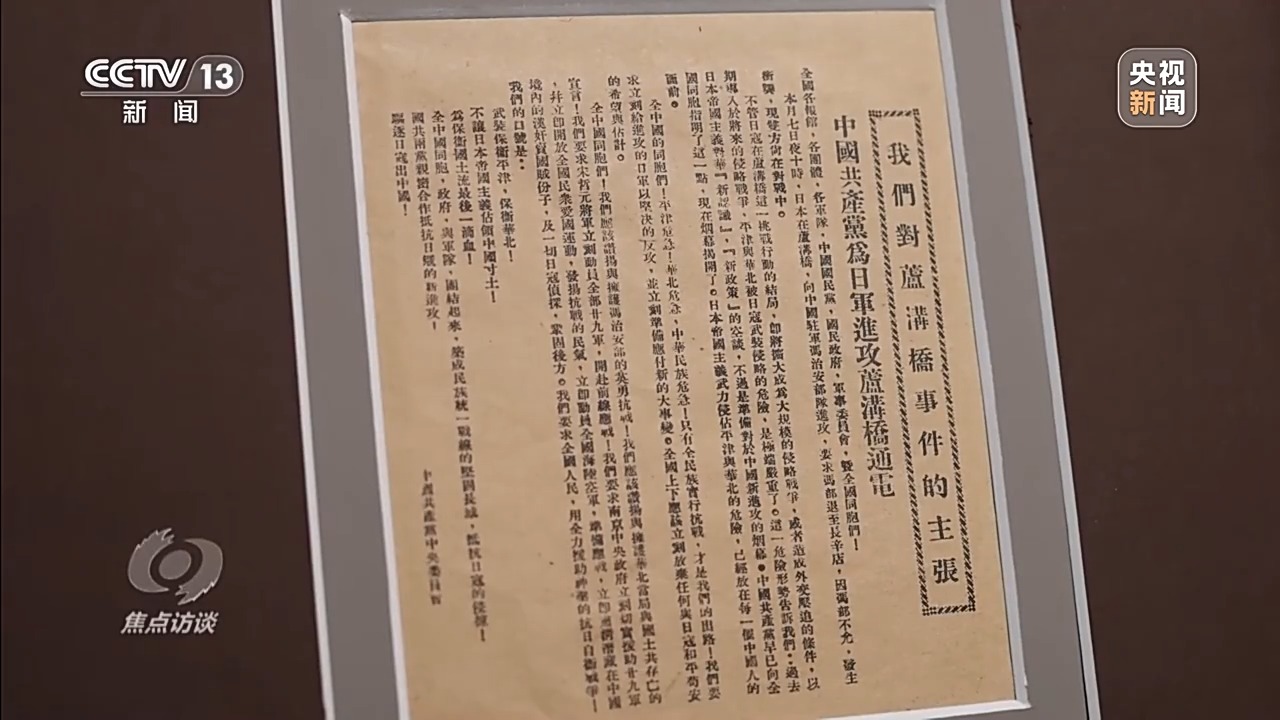 CCTV 13
新闻
央视
新闻
焦点访谈
我們對蘆溝橋事件的主張
中國共產黨為日軍進攻蘆溝橋通電
全國各報館，各團體，各軍隊，中國國民黨，國民政府，軍事委員會，暨全國同胞們！
本月七日夜十時，日本在蘆溝橋，向中國駐軍馮治安部隊進攻，要求馮部退至長辛店，因馮部不允，發生
衝突，現雙方尚在對戰中。
不管日寇在蘆溝橋這一挑戰行動的結局，即將擴大成為大規模的侵略戰爭，或者造成外交壓迫的條件，以
期導入於將來的侵略戰爭，平津與華北被日寇武裝侵略的危險，是極端嚴重了。這一危險形勢告訴我們：過去
日本帝國主義對華『新認識』，『新政策』的空談，不過是準備對於中國新進攻的烟幕。中國共產黨早已向全
國同胞指明了這一點，現在烟幕揭開了。日本帝國主義武力侵佔平津與華北的危險，已經放在每一個中國人的
面前。
全中國的同胞們！平津危急！華北危急！中華民族危急！只有全民族實行抗戰，才是我們的出路！我們要
求立刻給進攻的日軍以堅決的反攻，並立刻準備應付新的大事變。全國上下應該立刻放棄任何與日寇和平苟安
的希望與估計。
全中國同胞們！我們應該讚揚與擁護馮治安部的英勇抗戰！我們應該讚揚與擁護華北當局與國土共存亡的
宣言！我們要求宋哲元將軍立刻動員全部廿九軍，開赴前線應戰！我們要求南京中央政府立刻切實援助廿九軍
，并立即開放全國民衆愛國運動，發揚抗戰的民氣，立即動員全國海陸空軍，準備應戰，立即肅清潛藏在中國
境內的漢奸賣國賊份子，及一切日寇偵探，鞏固後方。我們要求全國人民，用全力援助神聖的抗日自衛戰爭！
我們的口號是：
武裝保衛平津，保衛華北！
不讓日本帝國主義佔領中國寸土！
為保衛國土流最後一滴血！
全中國同胞，政府，與軍隊，團結起來，築成民族統一戰線的堅固長城，抵抗日寇的侵掠！
國共兩黨親密合作抵抗日寇的新進攻！
驅逐日寇出中國！
中國共產黨中央委員會